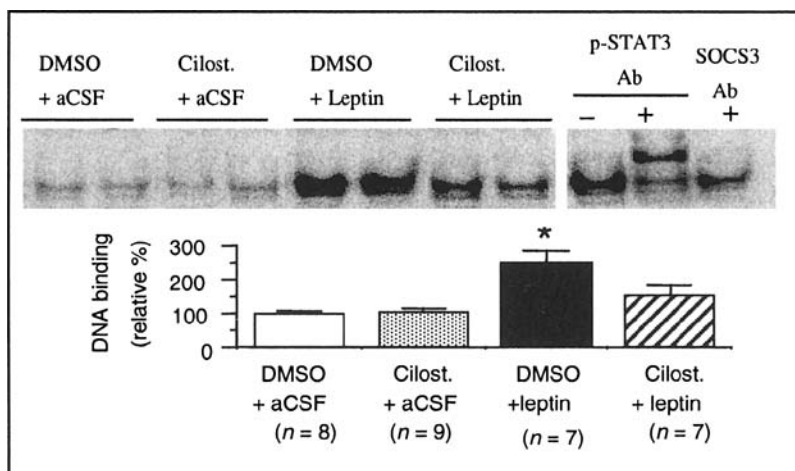 DMSO + aCSF
Cilost. + aCSF
DMSO + Leptin
Cilost. + Leptin
p-STAT3 Ab
− +
SOCS3 Ab
+
DNA binding (relative %)
300
200
100
0
*
DMSO + aCSF (n = 8)
Cilost. + aCSF (n = 9)
DMSO +leptin (n = 7)
Cilost. + leptin (n = 7)